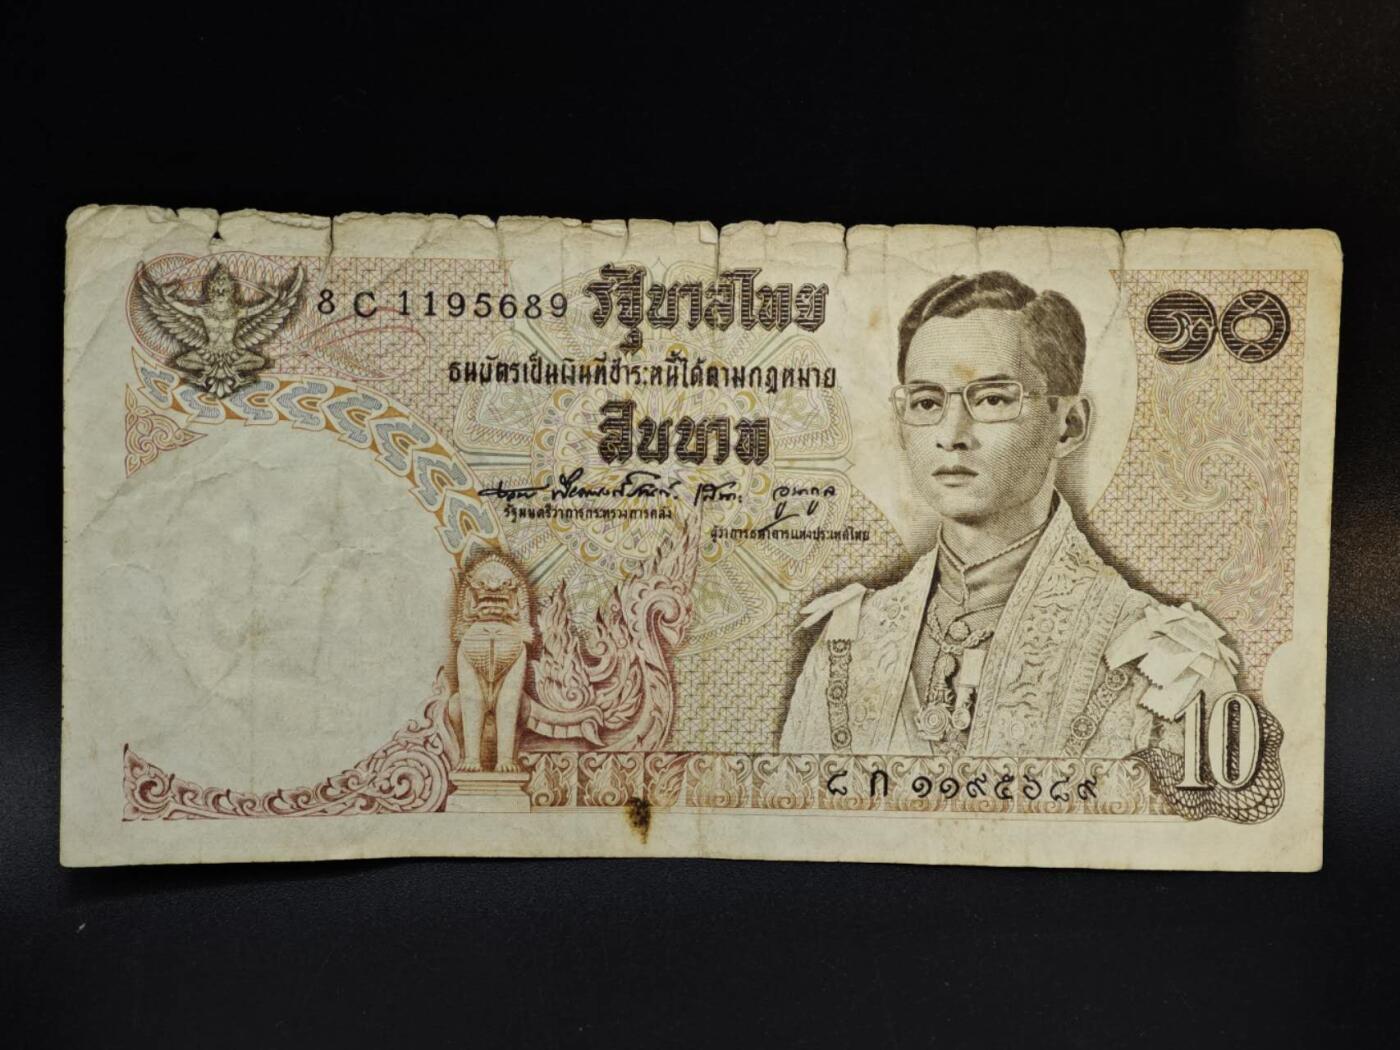 8 C 1195689
รัฐบาลไทย
๑๐
ธนบัตรเป็นเงินที่ชำระหนี้ได้ตามกฎหมาย
สิบบาท
รัฐมนตรีว่าการกระทรวงการคลัง
ผู้ว่าการธนาคารแห่งประเทศไทย
10
๘ ก ๑๑๙๕๖๘๙